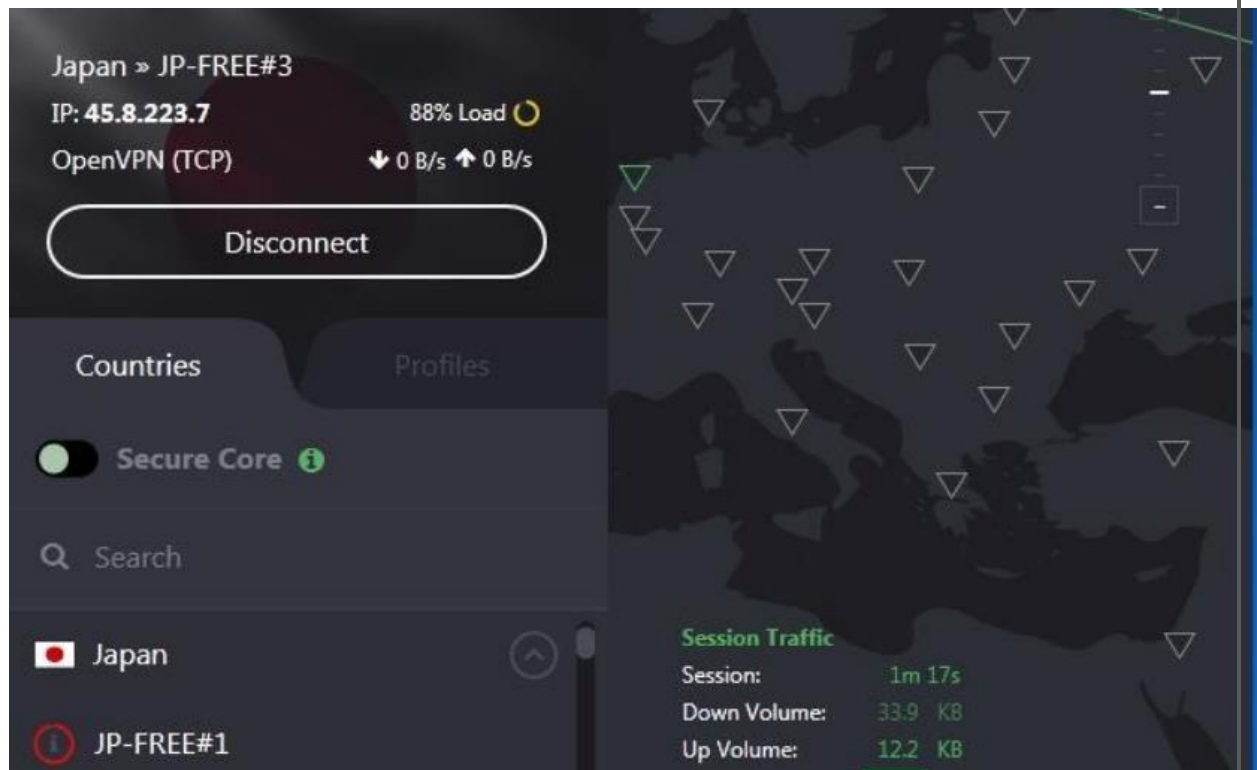 Japan » JP-FREE#3
IP: 45.8.223.7 88% Load
OpenVPN (TCP) 0 B/s 0 B/s
Disconnect
Countries Profiles
Secure Core
Search
Japan
JP-FREE#1
Session Traffic
Session: 1m 17s
Down Volume: 33.9 KB
Up Volume: 12.2 KB